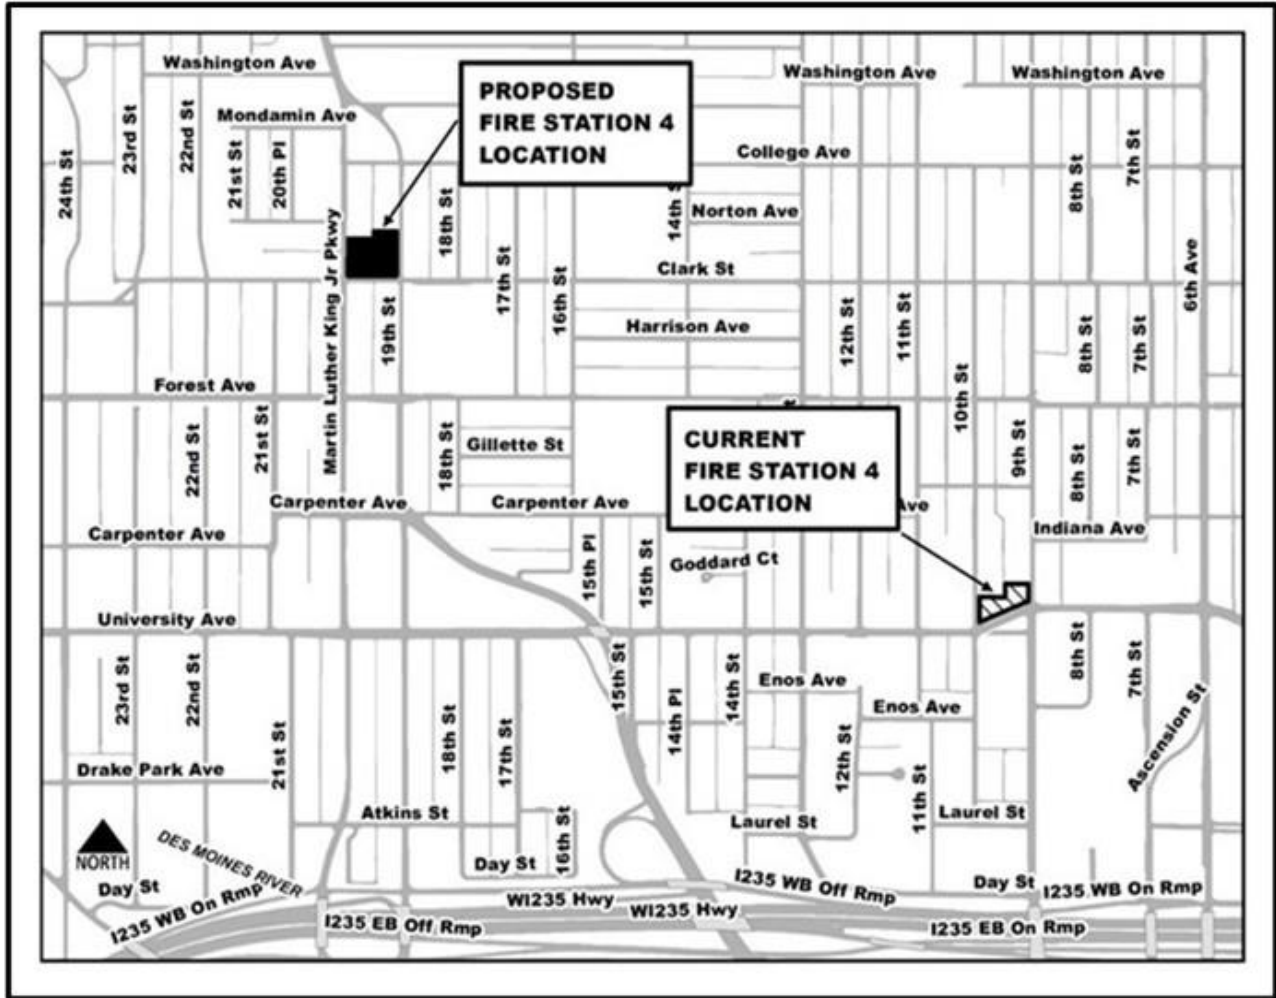 Washington Ave
Washington Ave
Washington Ave
PROPOSED
FIRE STATION 4
LOCATION
Mondamin Ave
24th St
23rd St
22nd St
21st St
20th Pl
College Ave
14th
Norton Ave
8th St
7th St
Martin Luther King Jr Pkwy
18th St
17th St
16th St
Clark St
6th Ave
19th St
Harrison Ave
12th St
11th St
8th St
7th St
Forest Ave
10th St
22nd St
21st St
18th St
Gillette St
CURRENT
FIRE STATION 4
LOCATION
9th St
8th St
7th St
Carpenter Ave
Carpenter Ave
Ave
Carpenter Ave
Indiana Ave
15th Pl
15th St
Goddard Ct
University Ave
23rd St
22nd St
15th St
14th Pl
14th St
Enos Ave
Enos Ave
8th St
7th St
Ascension St
21st St
18th St
17th St
12th St
11th St
Drake Park Ave
Atkins St
16th St
Laurel St
Laurel St
NORTH
DES MOINES RIVER
Day St
Day St
Day St
I235 WB On Rmp
WI235 Hwy
WI235 Hwy
I235 WB Off Rmp
I235 WB On Rmp
I235 EB Off Rmp
I235 EB On Rmp